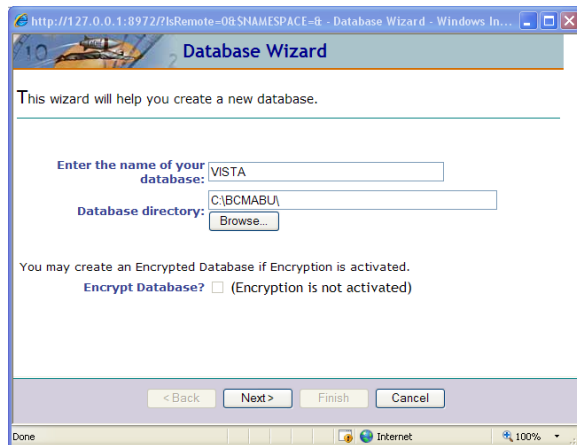 http://127.0.0.1:8972/?IsRemote=0&$NAMESPACE=& - Database Wizard - Windows In...
10
2
Database Wizard
This wizard will help you create a new database.
Enter the name of your
database:
VISTA
Database directory:
C:\BCMABU\
Browse...
You may create an Encrypted Database if Encryption is activated.
Encrypt Database? (Encryption is not activated)
< Back Next > Finish Cancel
Done Internet 100%